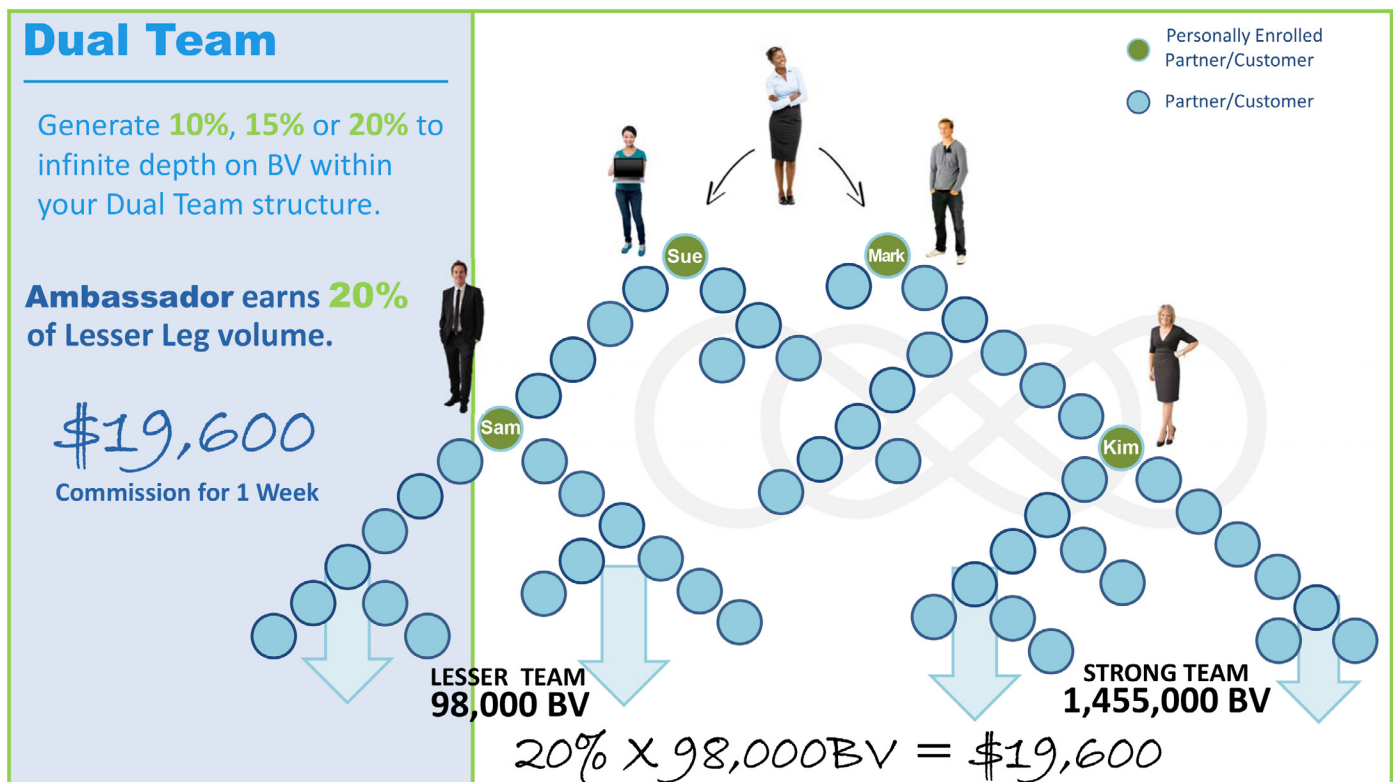 Dual Team
Generate 10%, 15% or 20% to
infinite depth on BV within
your Dual Team structure.
Ambassador earns 20%
of Lesser Leg volume.
$19,600
Commission for 1 Week
Personally Enrolled
Partner/Customer
Partner/Customer
Sue
Mark
Sam
Kim
LESSER TEAM
98,000 BV
STRONG TEAM
1,455,000 BV
20% X 98,000BV = $19,600